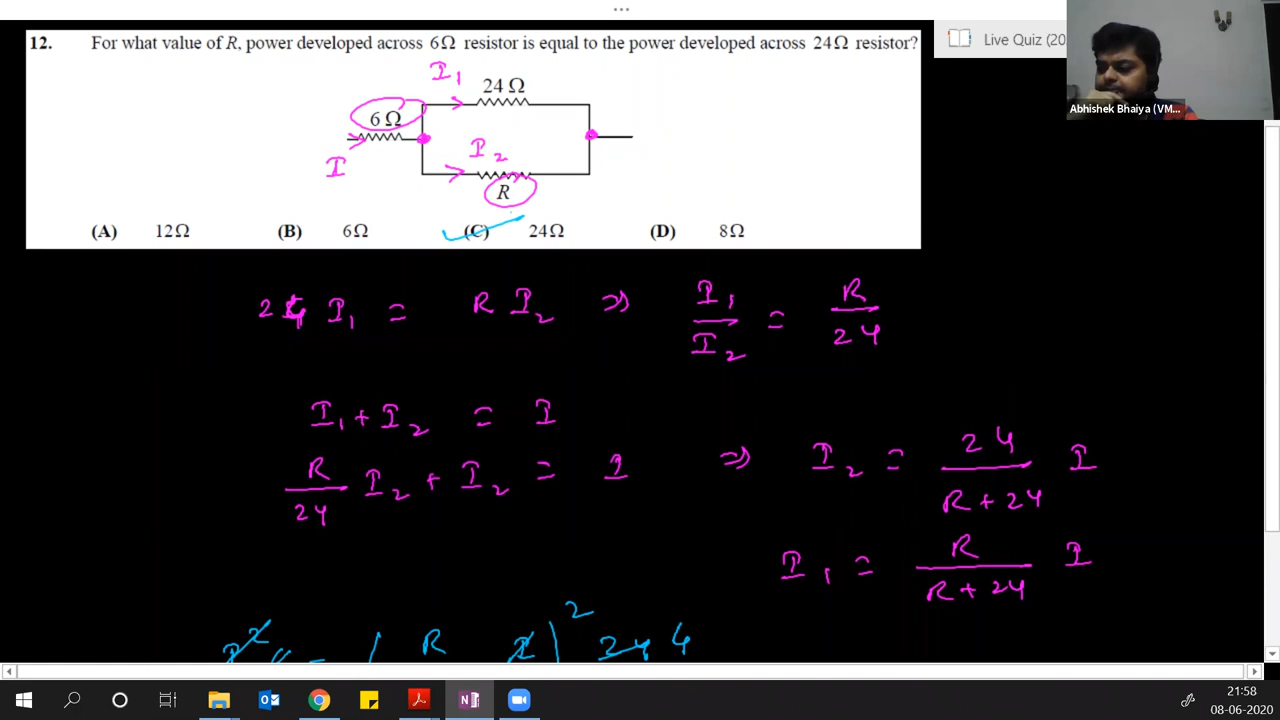 12. For what value of R, power developed across 6Ω resistor is equal to the power developed across 24Ω resistor?
Live Quiz (20
Abhishek Bhaiya (VM...
I₁
24 Ω
6 Ω
I
I₂
R
(A) 12Ω (B) 6Ω (C) 24Ω (D) 8Ω
24 I₁ = R I₂ ⇒ I₁/I₂ = R/24
I₁ + I₂ = I
R/24 I₂ + I₂ = I ⇒ I₂ = 24/(R + 24) I
I₁ = R/(R + 24) I
21:58
08-06-2020